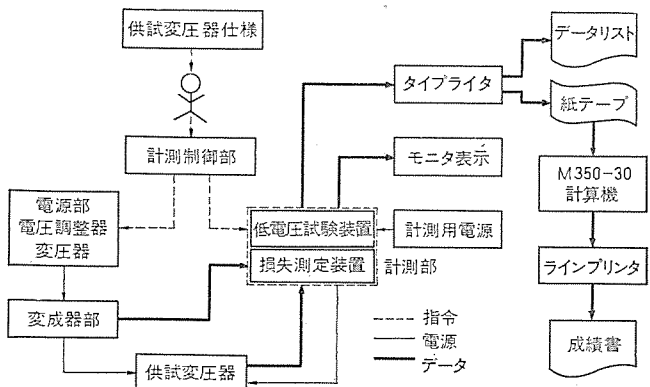 供試変圧器仕様
計測制御部
電源部
電圧調整器
変圧器
変成器部
供試変圧器
低電圧試験装置
損失測定装置
計測部
計測用電源
モニタ表示
タイプライタ
データリスト
紙テープ
M350-30
計算機
ラインプリンタ
成績書
指令
電源
データ